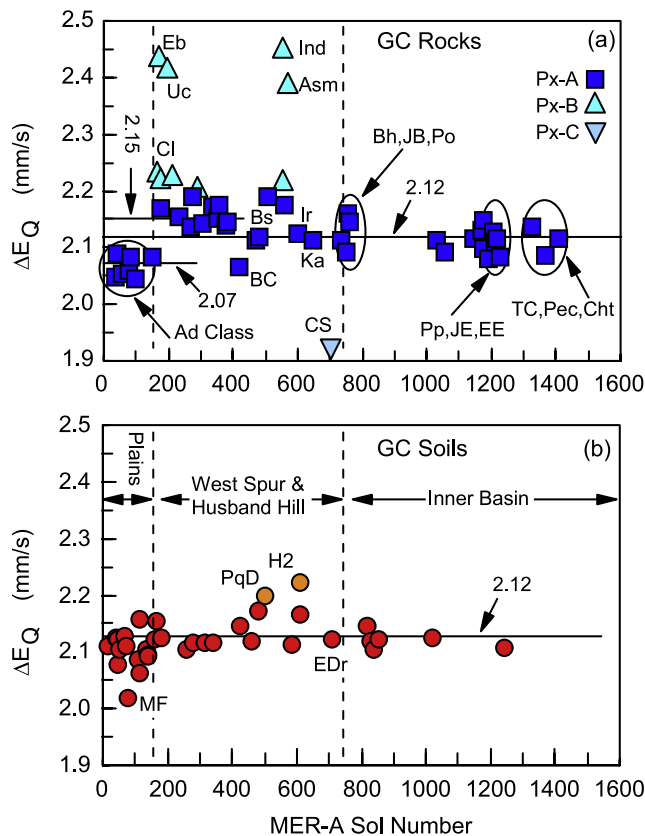 2.5
2.4
2.3
2.2
2.1
2.0
1.9
ΔE_Q (mm/s)
0
200
400
600
800
1000
1200
1400
1600
GC Rocks
(a)
Px-A
Px-B
Px-C
Eb
Uc
Ind
Asm
2.15
Cl
Bh,JB,Po
2.12
Bs
Ir
Ka
BC
2.07
Ad Class
CS
Pp,JE,EE
TC,Pec,Cht
2.5
2.4
2.3
2.2
2.1
2.0
1.9
ΔE_Q (mm/s)
GC Soils
(b)
Plains
West Spur &
Husband Hill
Inner Basin
PqD
H2
2.12
EDr
MF
0
200
400
600
800
1000
1200
1400
1600
MER-A Sol Number